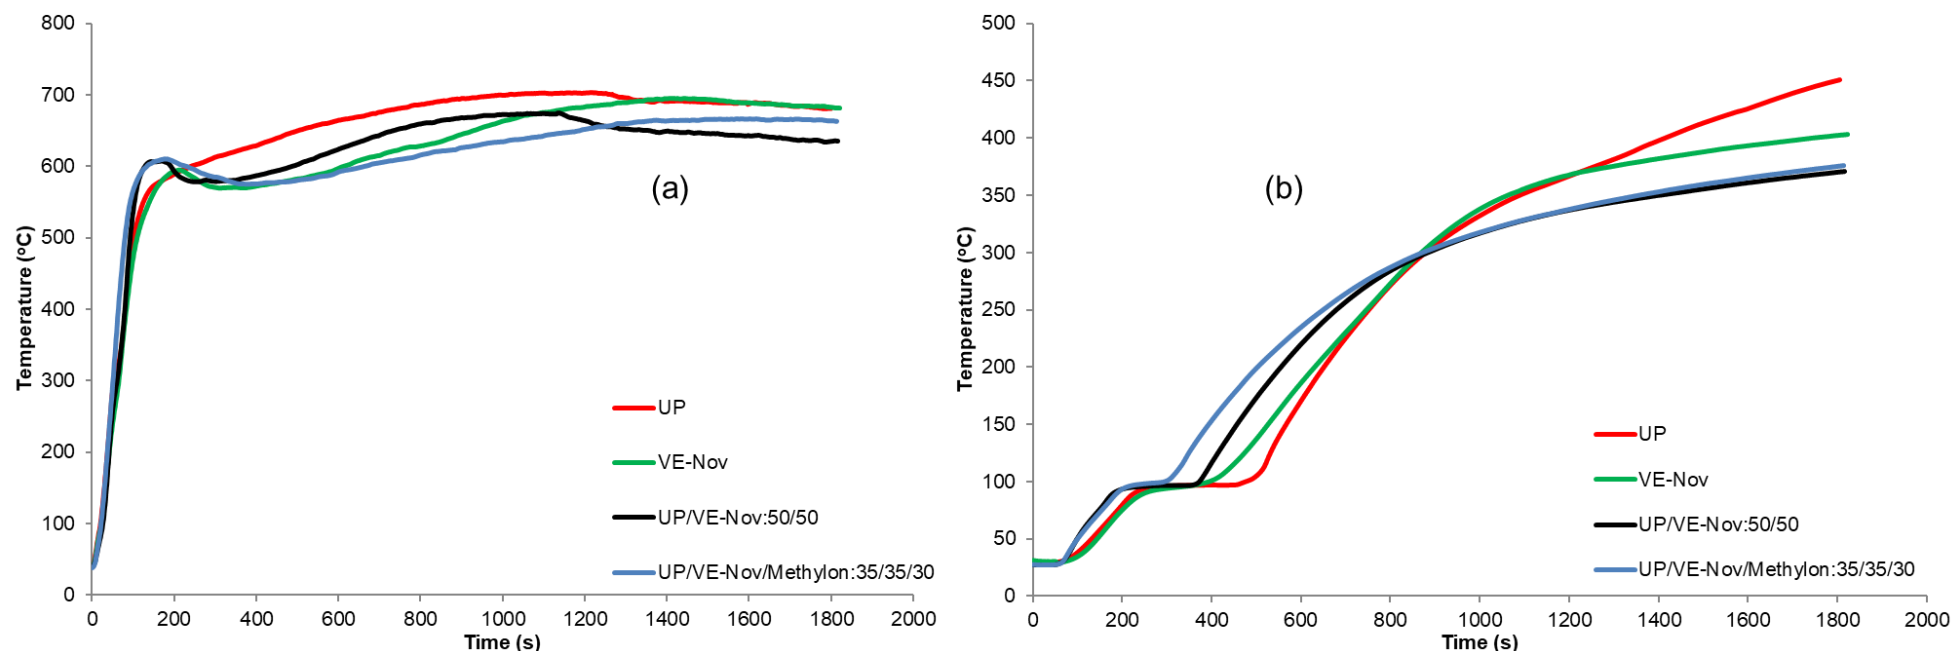 800
700
600
500
400
300
200
100
0
Temperature (°C)
0 200 400 600 800 1000 1200 1400 1600 1800 2000
Time (s)
(a)
UP
VE-Nov
UP/VE-Nov:50/50
UP/VE-Nov/Methylon:35/35/30
500
450
400
350
300
250
200
150
100
50
0
Temperature (°C)
0 200 400 600 800 1000 1200 1400 1600 1800 2000
Time (s)
(b)
UP
VE-Nov
UP/VE-Nov:50/50
UP/VE-Nov/Methylon:35/35/30